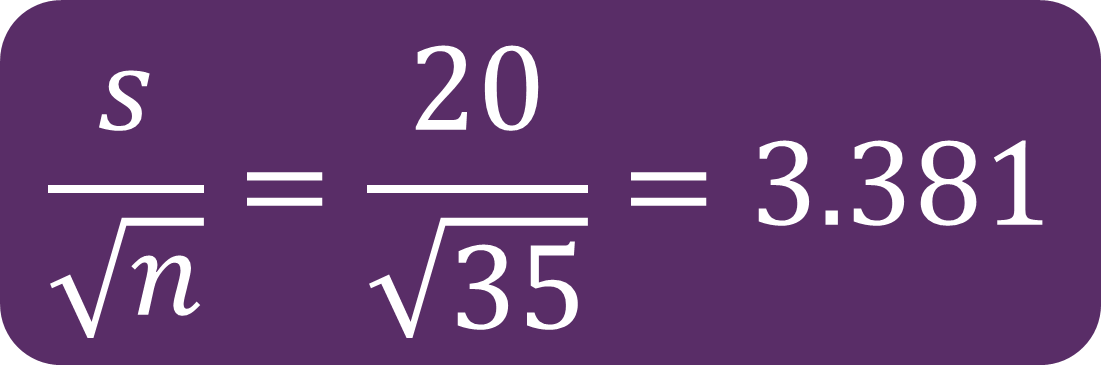 s/√n = 20/√35 = 3.381